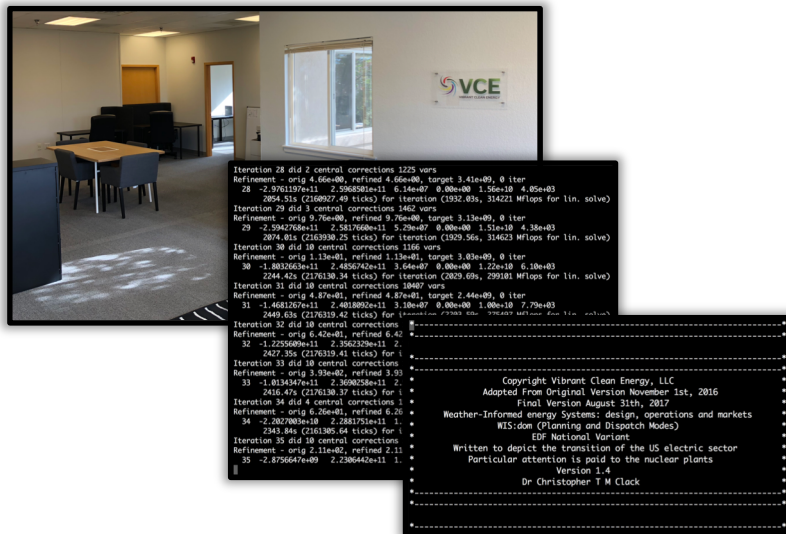 VCE
VIBRANT CLEAN ENERGY
Iteration 28 did 2 central corrections 1225 vars
Refinement - orig 4.66e+00, refined 4.66e+00, target 3.41e+09, 0 iter
28 -2.9761197e+11 2.5968501e+11 6.14e+07 0.00e+00 1.56e+10 4.05e+03
2054.51s (2160927.49 ticks) for iteration (1932.03s, 314221 Mflops for lin. solve)
Iteration 29 did 3 central corrections 1462 vars
Refinement - orig 9.76e+00, refined 9.76e+00, target 3.13e+09, 0 iter
29 -2.5942768e+11 2.5817660e+11 5.29e+07 0.00e+00 1.51e+10 4.38e+03
2074.01s (2163930.25 ticks) for iteration (1929.56s, 314623 Mflops for lin. solve)
Iteration 30 did 10 central corrections 1166 vars
Refinement - orig 1.13e+01, refined 1.13e+01, target 3.03e+09, 0 iter
30 -1.8032663e+11 2.4856742e+11 3.64e+07 0.00e+00 1.22e+10 6.10e+03
2244.42s (2176130.34 ticks) for iteration (2029.69s, 299101 Mflops for lin. solve)
Iteration 31 did 10 central corrections 10407 vars
Refinement - orig 4.87e+01, refined 4.87e+01, target 2.44e+09, 0 iter
31 -1.4681267e+11 2.4018092e+11 3.10e+07 0.00e+00 1.00e+10 7.79e+03
2449.63s (2176319.42 ticks) for iteration
Iteration 32 did 10 central corrections
Refinement - orig 6.42e+01, refined 6.42
32 -1.2255609e+11 2.3562329e+11 2.
2427.35s (2176319.41 ticks) for i
Iteration 33 did 10 central corrections
Refinement - orig 3.93e+02, refined 3.93
33 -1.0134347e+11 2.3690258e+11 2.
2416.47s (2176130.37 ticks) for i
Iteration 34 did 4 central corrections 1
Refinement - orig 6.26e+01, refined 6.26
34 -2.2027003e+10 2.2881751e+11 1.
2343.84s (2161305.64 ticks) for i
Iteration 35 did 10 central corrections
Refinement - orig 2.11e+02, refined 2.11
35 -2.8756647e+09 2.2306442e+11 1.
Copyright Vibrant Clean Energy, LLC
Adapted From Original Version November 1st, 2016
Final Version August 31th, 2017
Weather-Informed energy Systems: design, operations and markets
WIS:dom (Planning and Dispatch Modes)
EDF National Variant
Written to depict the transition of the US electric sector
Particular attention is paid to the nuclear plants
Version 1.4
Dr Christopher T M Clack